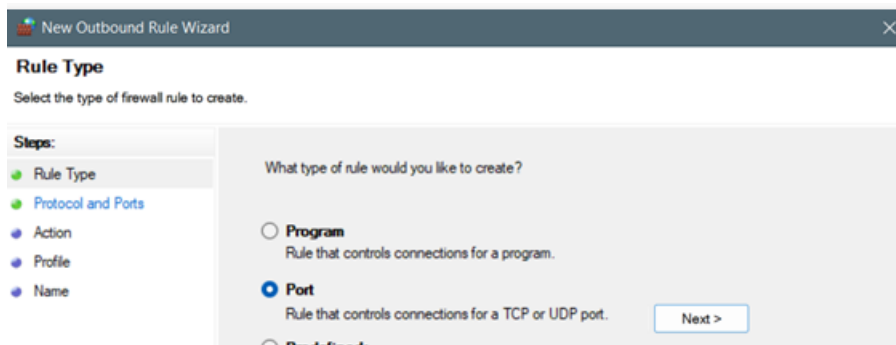 New Outbound Rule Wizard
Rule Type
Select the type of firewall rule to create.
Steps:
Rule Type
Protocol and Ports
Action
Profile
Name
What type of rule would you like to create?
Program
Rule that controls connections for a program.
Port
Rule that controls connections for a TCP or UDP port.
Next >